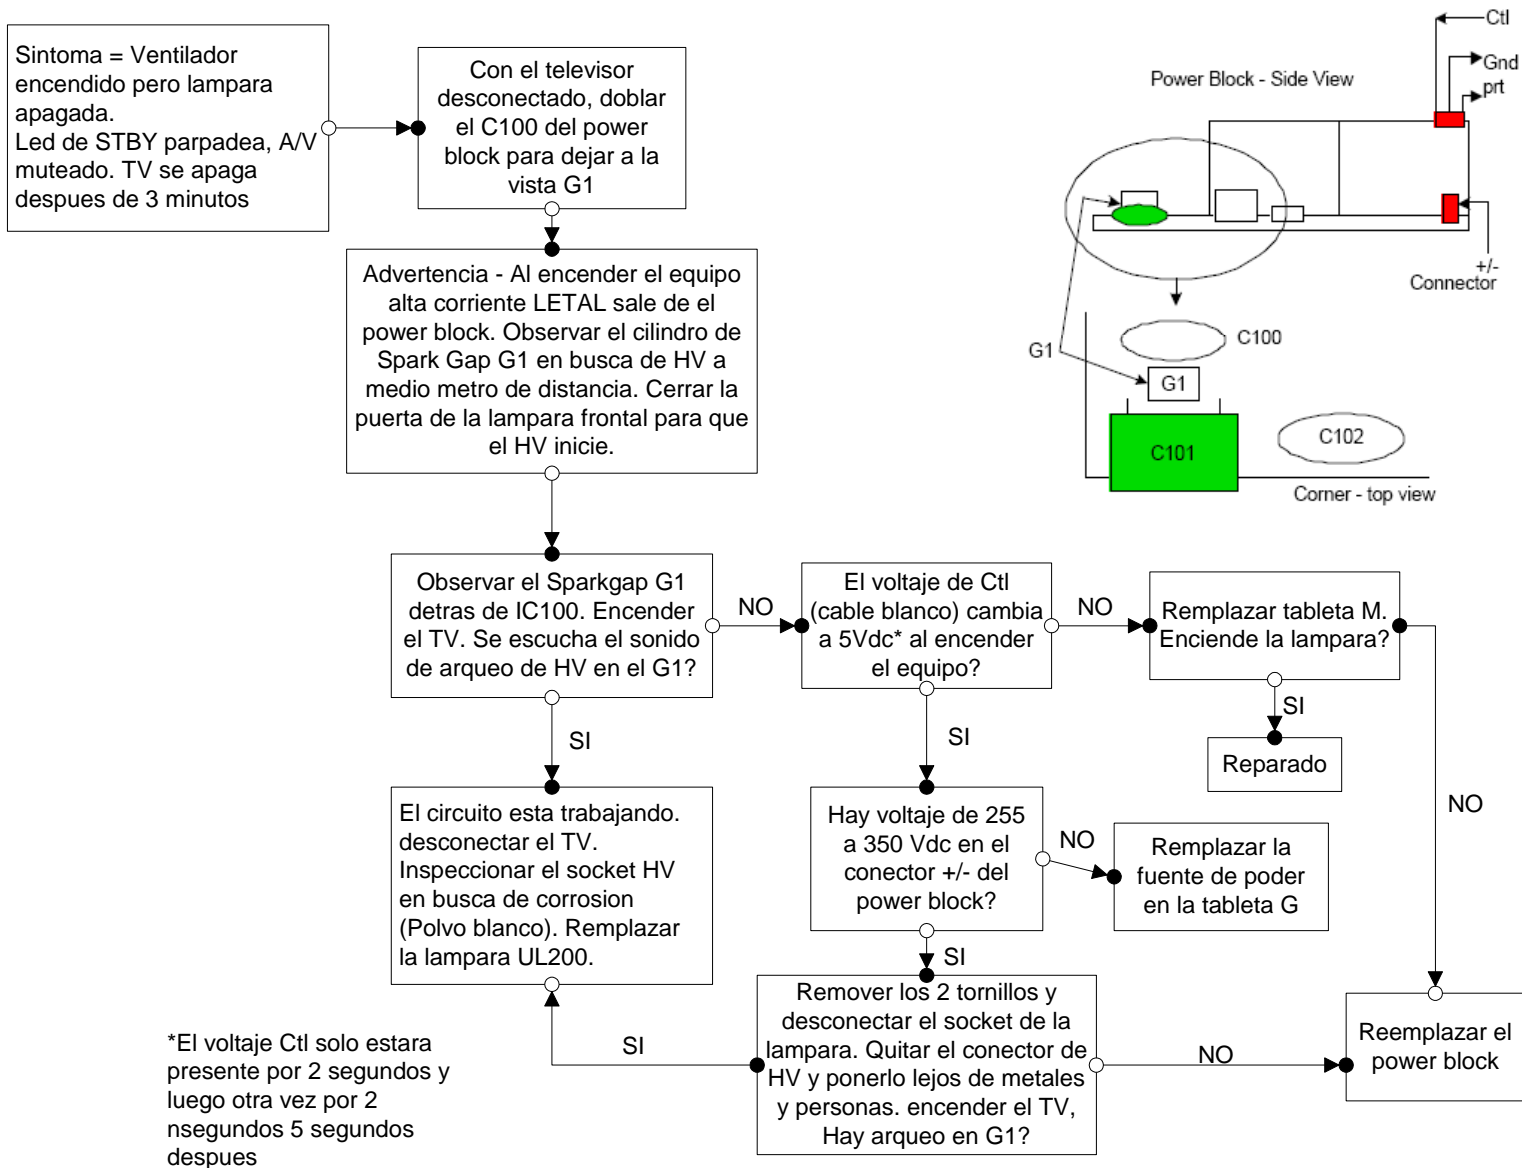 Sintoma = Ventilador
encendido pero lampara
apagada.
Led de STBY parpadea, A/V
muteado. TV se apaga
despues de 3 minutos
Con el televisor
desconectado, doblar
el C100 del power
block para dejar a la
vista G1
Power Block - Side View
Ctl
Gnd
prt
+/-
Connector
G1
C100
G1
C101
C102
Corner - top view
Advertencia - Al encender el equipo
alta corriente LETAL sale de el
power block. Observar el cilindro de
Spark Gap G1 en busca de HV a
medio metro de distancia. Cerrar la
puerta de la lampara frontal para que
el HV inicie.
Observar el Sparkgap G1
detras de IC100. Encender
el TV. Se escucha el sonido
de arqueo de HV en el G1?
NO
El voltaje de Ctl
(cable blanco) cambia
a 5Vdc* al encender
el equipo?
NO
Remplazar tableta M.
Enciende la lampara?
SI
Reparado
NO
SI
SI
El circuito esta trabajando.
desconectar el TV.
Inspeccionar el socket HV
en busca de corrosion
(Polvo blanco). Remplazar
la lampara UL200.
Hay voltaje de 255
a 350 Vdc en el
conector +/- del
power block?
NO
Remplazar la
fuente de poder
en la tableta G
SI
Remover los 2 tornillos y
desconectar el socket de la
lampara. Quitar el conector de
HV y ponerlo lejos de metales
y personas. encender el TV,
Hay arqueo en G1?
SI
NO
Reemplazar el
power block
*El voltaje Ctl solo estara
presente por 2 segundos y
luego otra vez por 2
nsegundos 5 segundos
despues